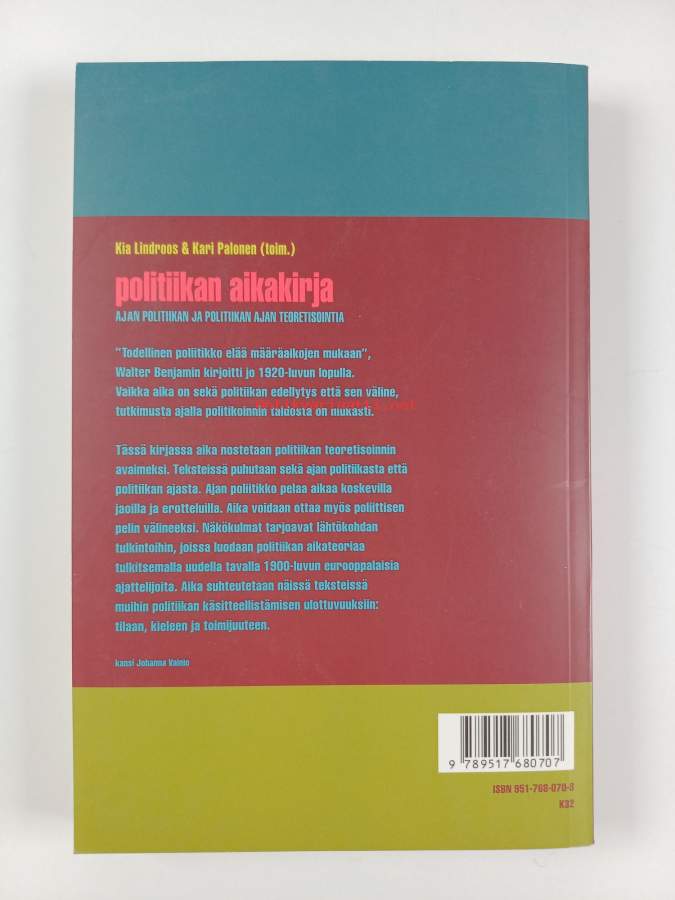 Kia Lindroos & Kari Palonen (toim.)
politiikan aikakirja
AJAN POLITIIKAN JA POLITIIKAN AJAN TEORETISOINTIA
"Todellinen poliitikko elää määräaikojen mukaan",
Walter Benjamin kirjoitti jo 1920-luvun lopulla.
Vaikka aika on sekä politiikan edellytys että sen väline,
tutkimusta ajalla politikoinnin taidosta on niukasti.
Tässä kirjassa aika nostetaan politiikan teoretisoinnin
avaimeksi. Teksteissä puhutaan sekä ajan politiikasta että
politiikan ajasta. Ajan poliitikko pelaa aikaa koskevilla
jaoilla ja erotteluilla. Aika voidaan ottaa myös poliittisen
pelin välineeksi. Näkökulmat tarjoavat lähtökohdan
tulkintoihin, joissa luodaan politiikan aikateoriaa
tulkitsemalla uudella tavalla 1900-luvun eurooppalaisia
ajattelijoita. Aika suhteutetaan näissä teksteissä
muihin politiikan käsitteellistämisen ulottuvuuksiin:
tilaan, kieleen ja toimijuuteen.
kansi Johanna Vainio
9 789517 680707
ISBN 951-768-070-8
K32